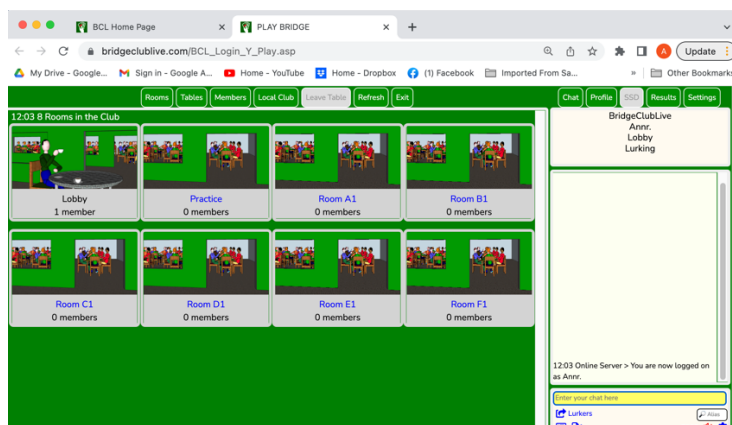 BCL Home Page
PLAY BRIDGE
bridgeclublive.com/BCL_Login_Y_Play.asp
A
Update
My Drive - Google...
Sign in - Google A...
Home - YouTube
Home - Dropbox
(1) Facebook
Imported From Sa...
»
Other Bookmarks
Rooms
Tables
Members
Local Club
Leave Table
Refresh
Exit
Chat
Profile
SSD
Results
Settings
12:03 8 Rooms in the Club
BridgeClubLive
Annr.
Lobby
Lurking
Lobby
1 member
Practice
0 members
Room A1
0 members
Room B1
0 members
Room C1
0 members
Room D1
0 members
Room E1
0 members
Room F1
0 members
12:03 Online Server > You are now logged on
as Annr.
Enter your chat here
Lurkers
Atlas